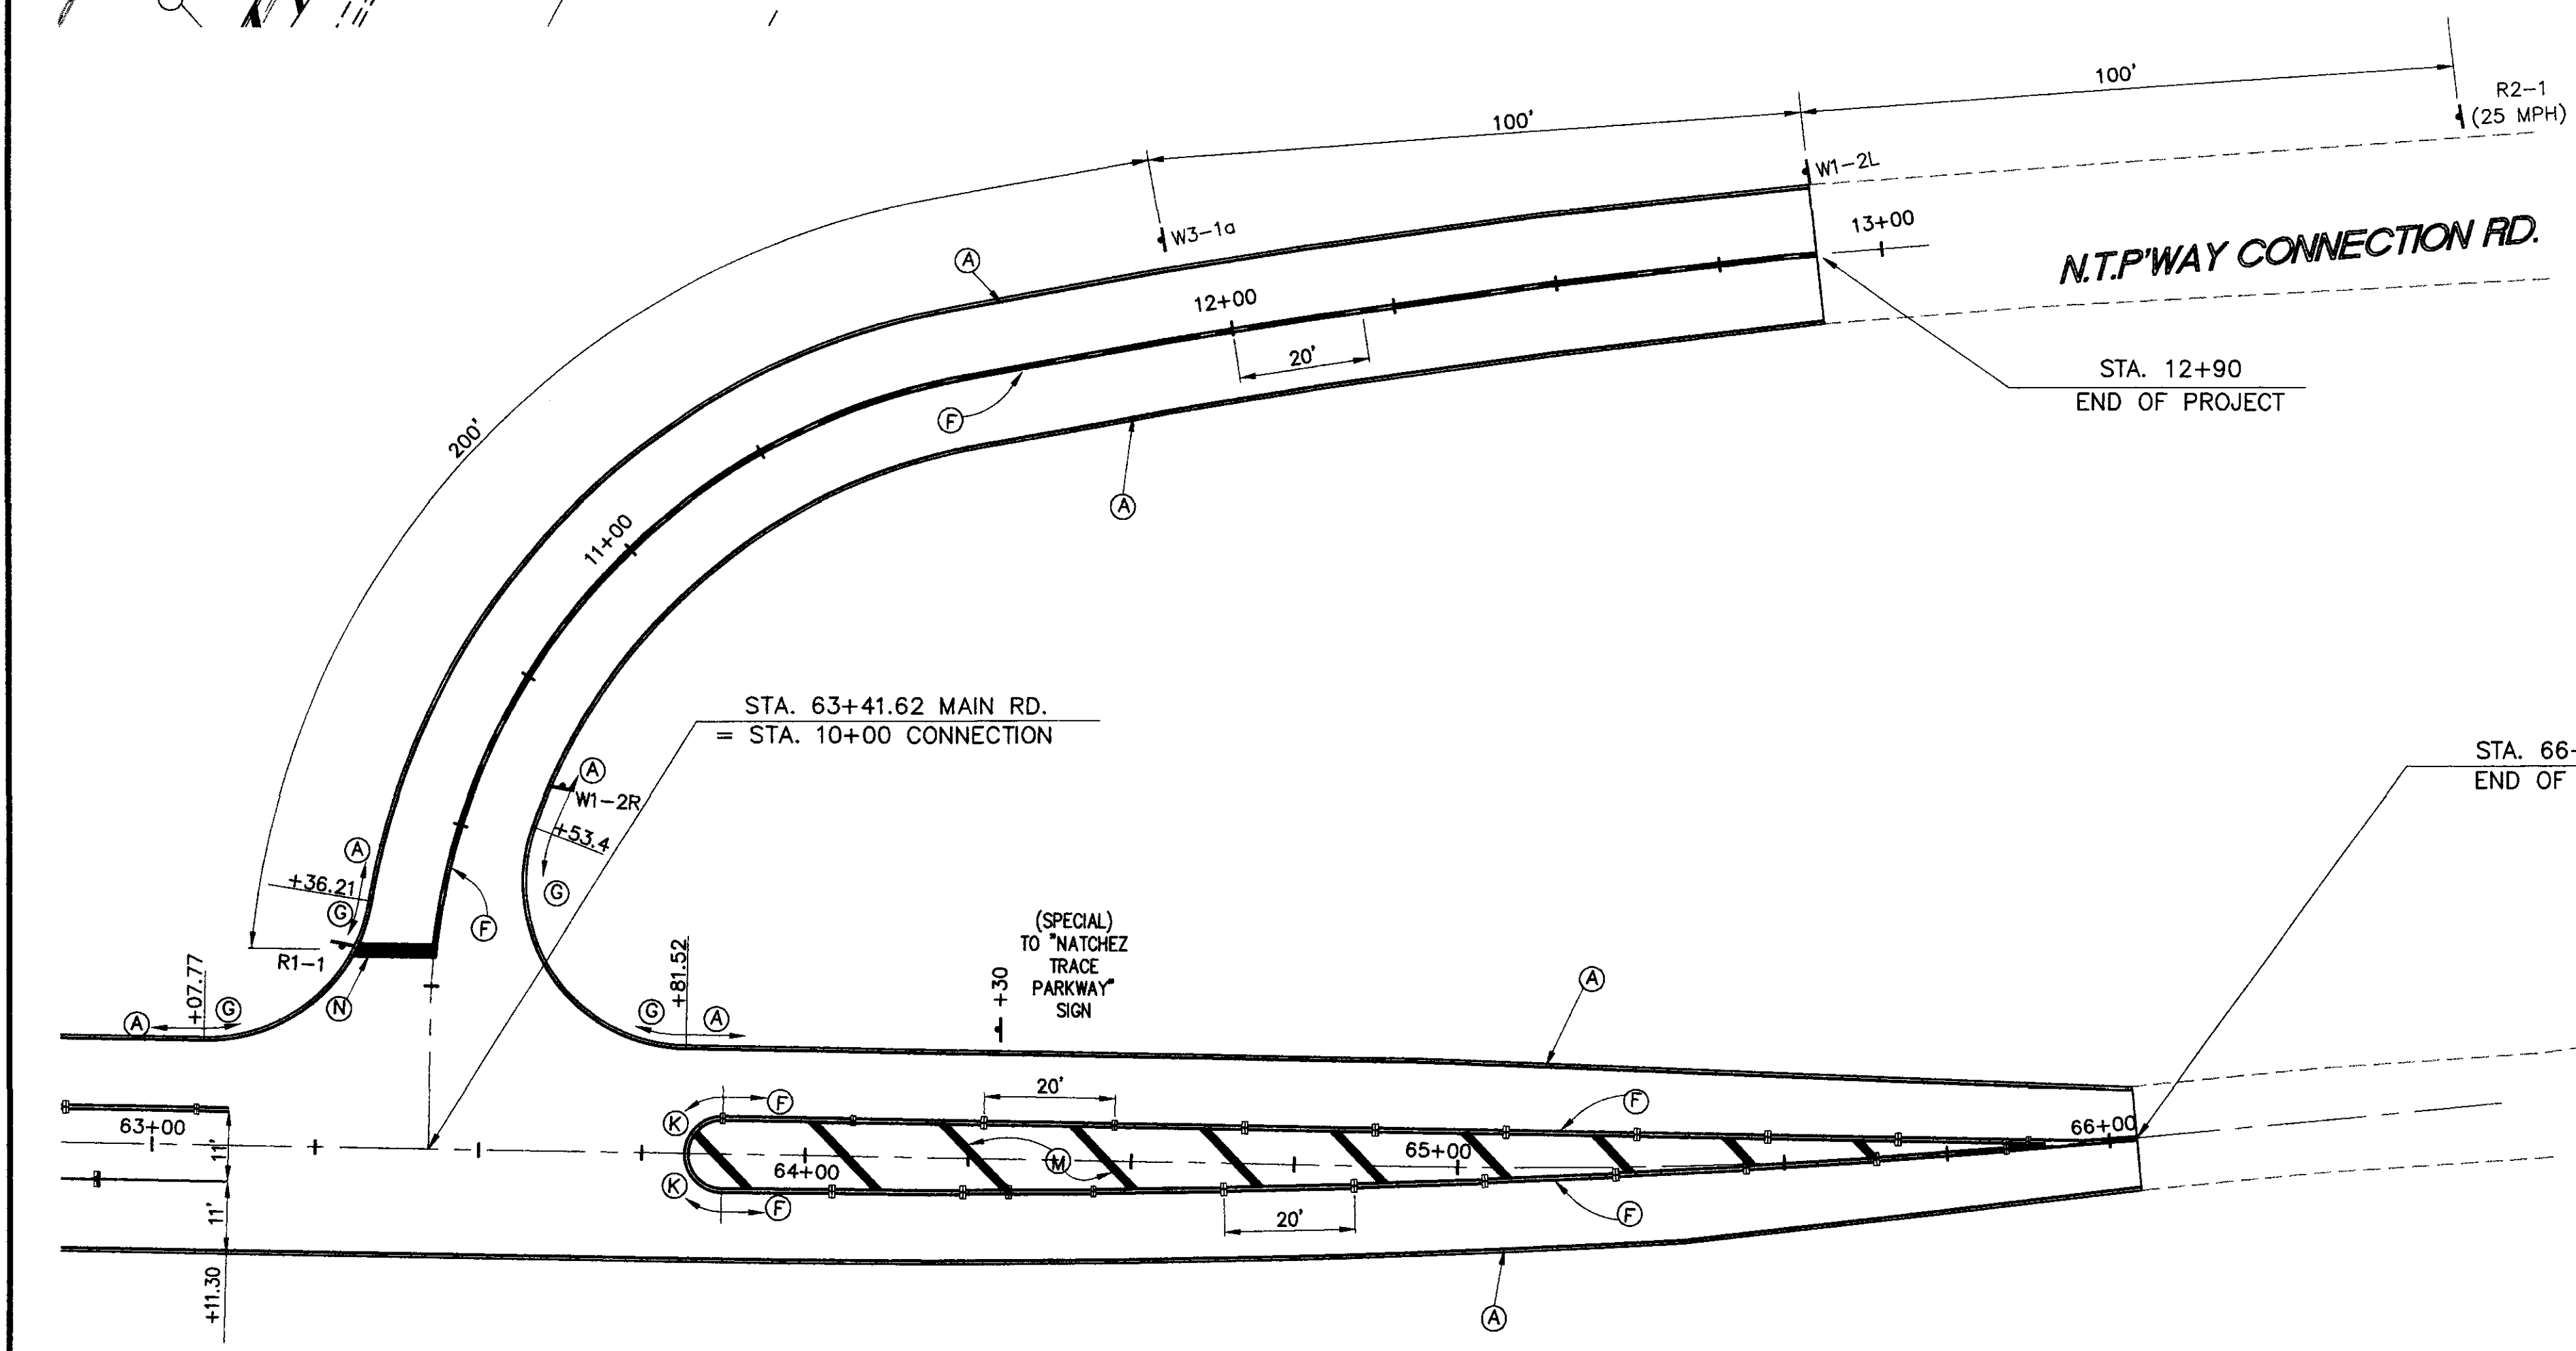 100'
R2-1
(25 MPH)
100'
W1-2L
W3-1a
13+00
N.T.P'WAY CONNECTION RD.
A
12+00
20'
STA. 12+90
END OF PROJECT
F
200'
A
11+00
STA. 63+41.62 MAIN RD.
= STA. 10+00 CONNECTION
STA. 66-
END OF
A
W1-2R
+53.4
A
+36.21
G
G
F
R1-1
(SPECIAL)
TO "NATCHEZ
TRACE
PARKWAY"
SIGN
+30
+07.77
N
+81.52
A
G
G
A
A
20'
K
F
F
63+00
11'
66+00
65+00
M
64+00
K
F
11'
20'
F
+11.30
A